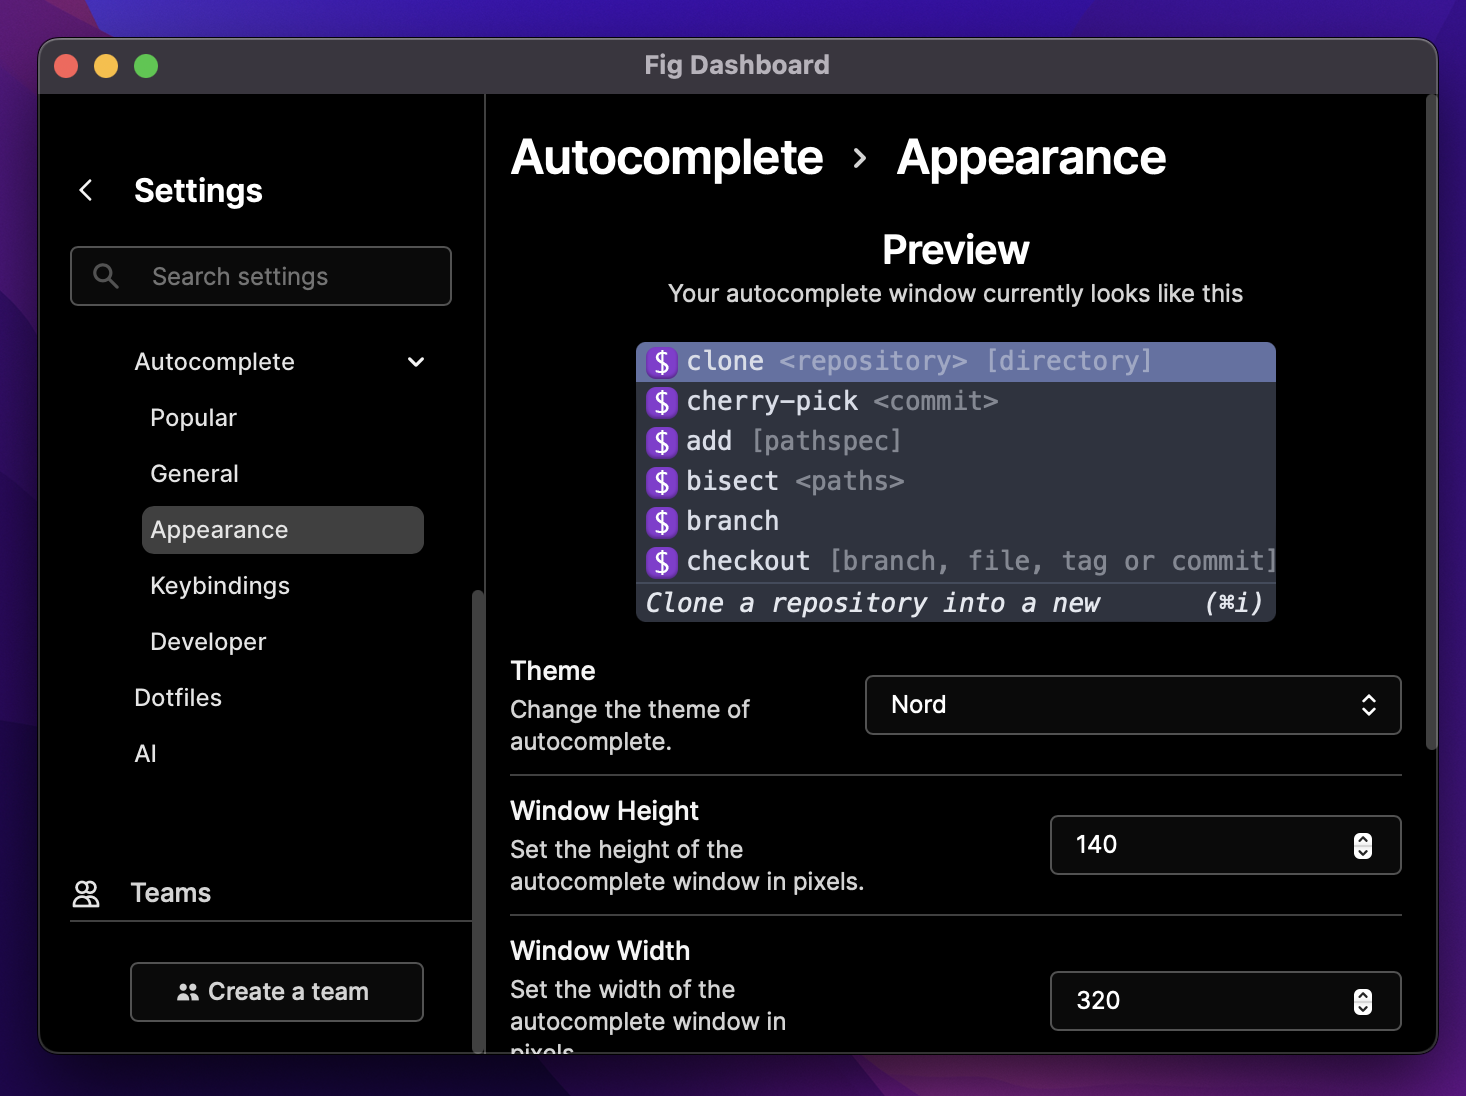 Fig Dashboard
Settings
Search settings
Autocomplete
Popular
General
Appearance
Keybindings
Developer
Dotfiles
AI
Teams
Create a team
Autocomplete › Appearance
Preview
Your autocomplete window currently looks like this
$ clone <repository> [directory]
$ cherry-pick <commit>
$ add [pathspec]
$ bisect <paths>
$ branch
$ checkout [branch, file, tag or commit]
Clone a repository into a new (⌘i)
Theme
Change the theme of
autocomplete.
Nord
Window Height
Set the height of the
autocomplete window in pixels.
140
Window Width
Set the width of the
autocomplete window in
pixels.
320